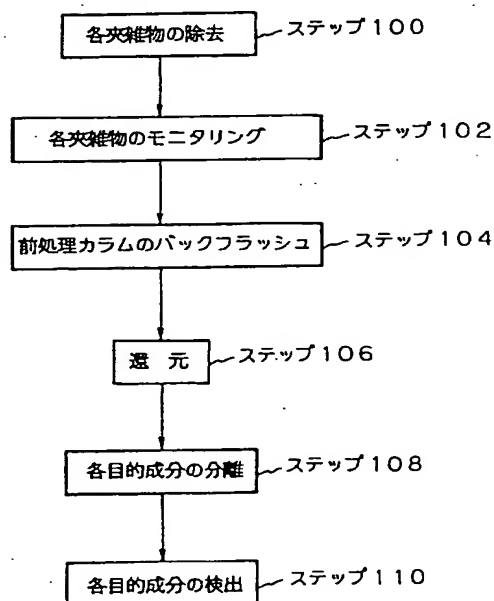 各夾雑物の除去 ステップ100
各夾雑物のモニタリング ステップ102
前処理カラムのバックフラッシュ ステップ104
還 元 ステップ106
各目的成分の分離 ステップ108
各目的成分の検出 ステップ110